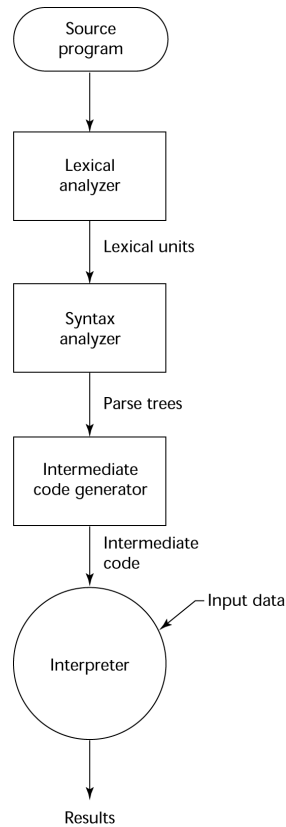 Source
program
Lexical
analyzer
Lexical units
Syntax
analyzer
Parse trees
Intermediate
code generator
Intermediate
code
Input data
Interpreter
Results